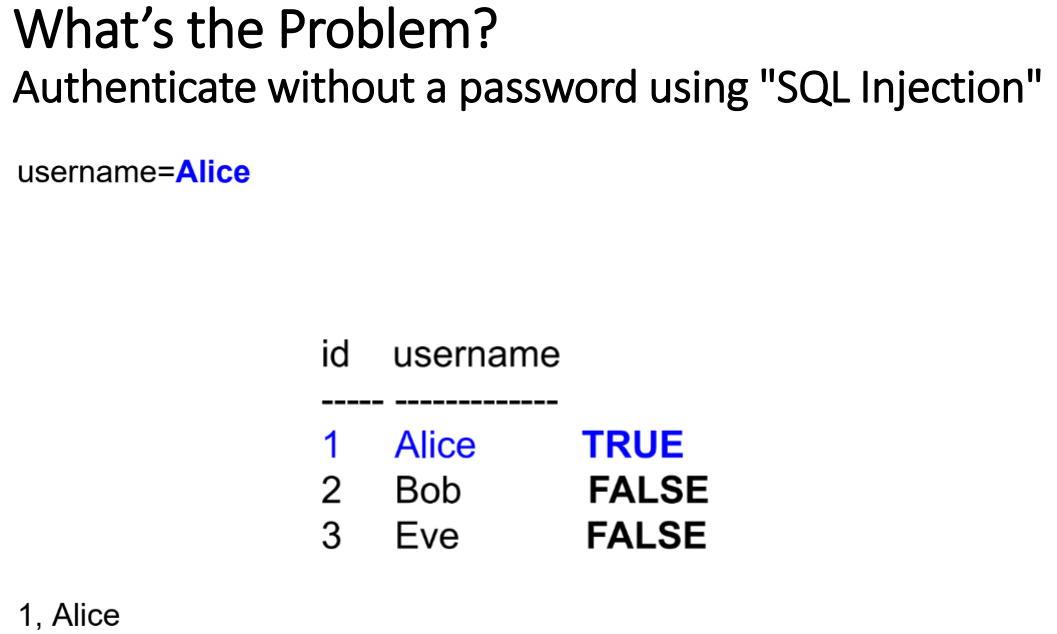 What’s the Problem?
Authenticate without a password using "SQL Injection"
username=Alice
id username
----- -------------
1 Alice TRUE
2 Bob FALSE
3 Eve FALSE
1, Alice